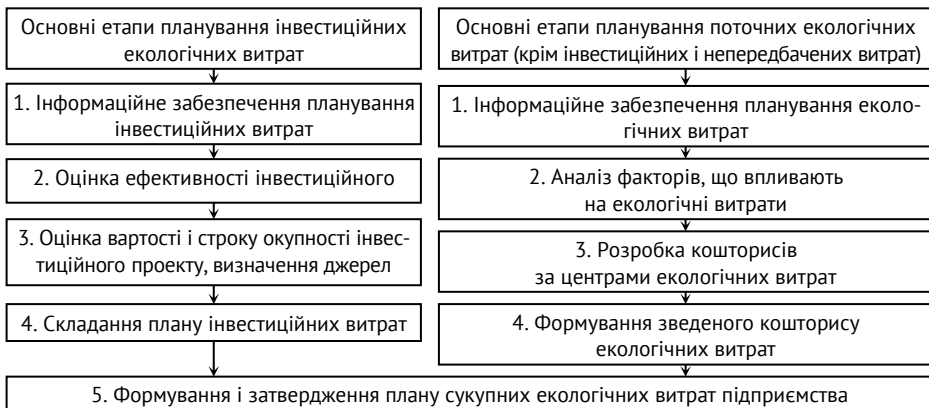 Основні етапи планування інвестиційних
екологічних витрат
1. Інформаційне забезпечення планування
інвестиційних витрат
2. Оцінка ефективності інвестиційного
3. Оцінка вартості і строку окупності інвес-
тиційного проекту, визначення джерел
4. Складання плану інвестиційних витрат
Основні етапи планування поточних екологічних
витрат (крім інвестиційних і непередбачених витрат)
1. Інформаційне забезпечення планування еколо-
гічних витрат
2. Аналіз факторів, що впливають
на екологічні витрати
3. Розробка кошторисів
за центрами екологічних витрат
4. Формування зведеного кошторису
екологічних витрат
5. Формування і затвердження плану сукупних екологічних витрат підприємства